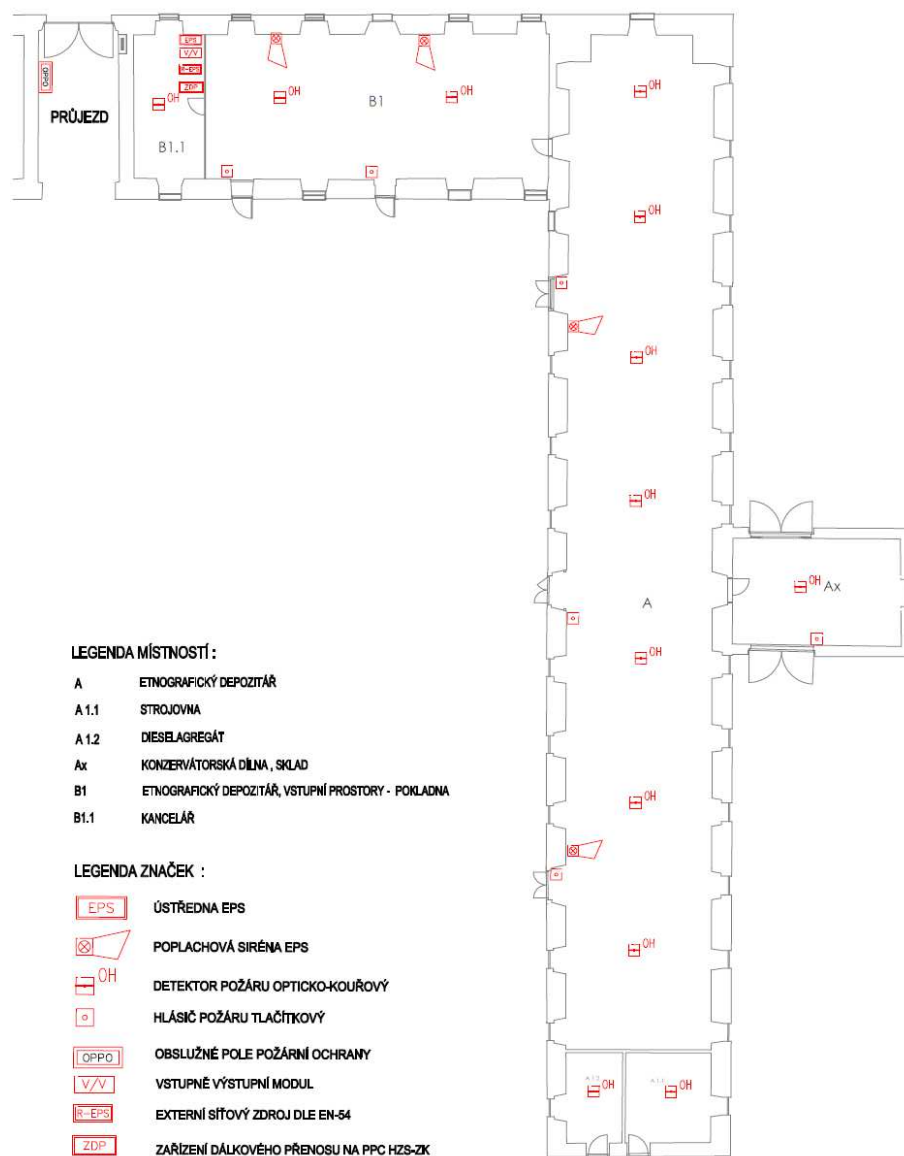 EPS
V/V
R-EPS
ZDP
OPPO
PRŮJEZD
OH
B1.1
OH
OH
B1
OH
OH
OH
OH
OH
Ax
A
OH
OH
OH
OH
OH
LEGENDA MÍSTNOSTÍ :
A ETNOGRAFICKÝ DEPOZITÁŘ
A 1.1 STROJOVNA
A 1.2 DIESELAGREGÁT
Ax KONZERVÁTORSKÁ DÍLNA , SKLAD
B1 ETNOGRAFICKÝ DEPOZITÁŘ, VSTUPNÍ PROSTORY - POKLADNA
B1.1 KANCELÁŘ
LEGENDA ZNAČEK :
EPS ÚSTŘEDNA EPS
POPLACHOVÁ SIRÉNA EPS
OH DETEKTOR POŽÁRU OPTICKO-KOUŘOVÝ
HLÁSIČ POŽÁRU TLAČÍTKOVÝ
OPPO OBSLUŽNÉ POLE POŽÁRNÍ OCHRANY
V/V VSTUPNĚ VÝSTUPNÍ MODUL
R-EPS EXTERNÍ SÍŤOVÝ ZDROJ DLE EN-54
ZDP ZAŘÍZENÍ DÁLKOVÉHO PŘENOSU NA PPC HZS-ZK